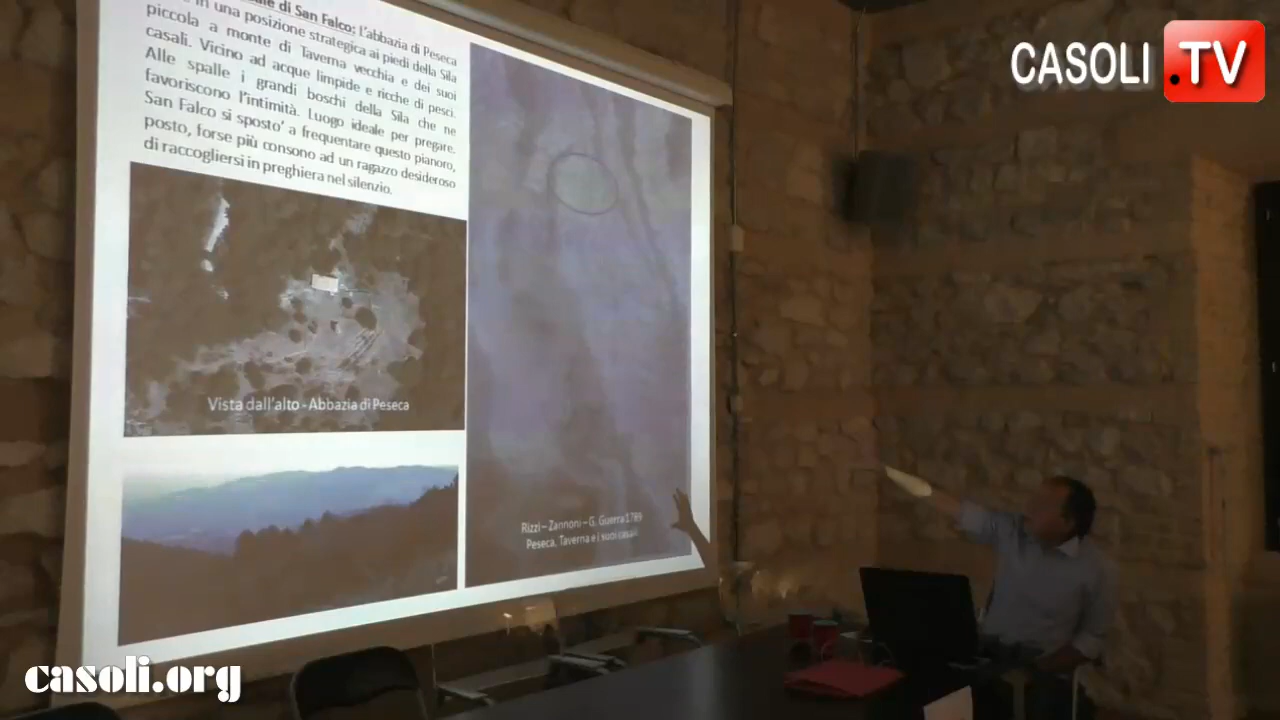 di San Falco: L'abbazia di Peseca
in una posizione strategica ai piedi della Sila
piccola a monte di Taverna vecchia e dei suoi
casali. Vicino ad acque limpide e ricche di pesci.
Alle spalle i grandi boschi della Sila che ne
favoriscono l'intimità. Luogo ideale per pregare.
San Falco si sposto' a frequentare questo pianoro,
posto, forse più consono ad un ragazzo desideroso
di raccogliersi in preghiera nel silenzio.
Vista dall'alto - Abbazia di Peseca
Rizzi – Zannoni – G. Guerra 1789
Peseca, Taverna e i suoi casali
CASOLI .TV
casoli.org